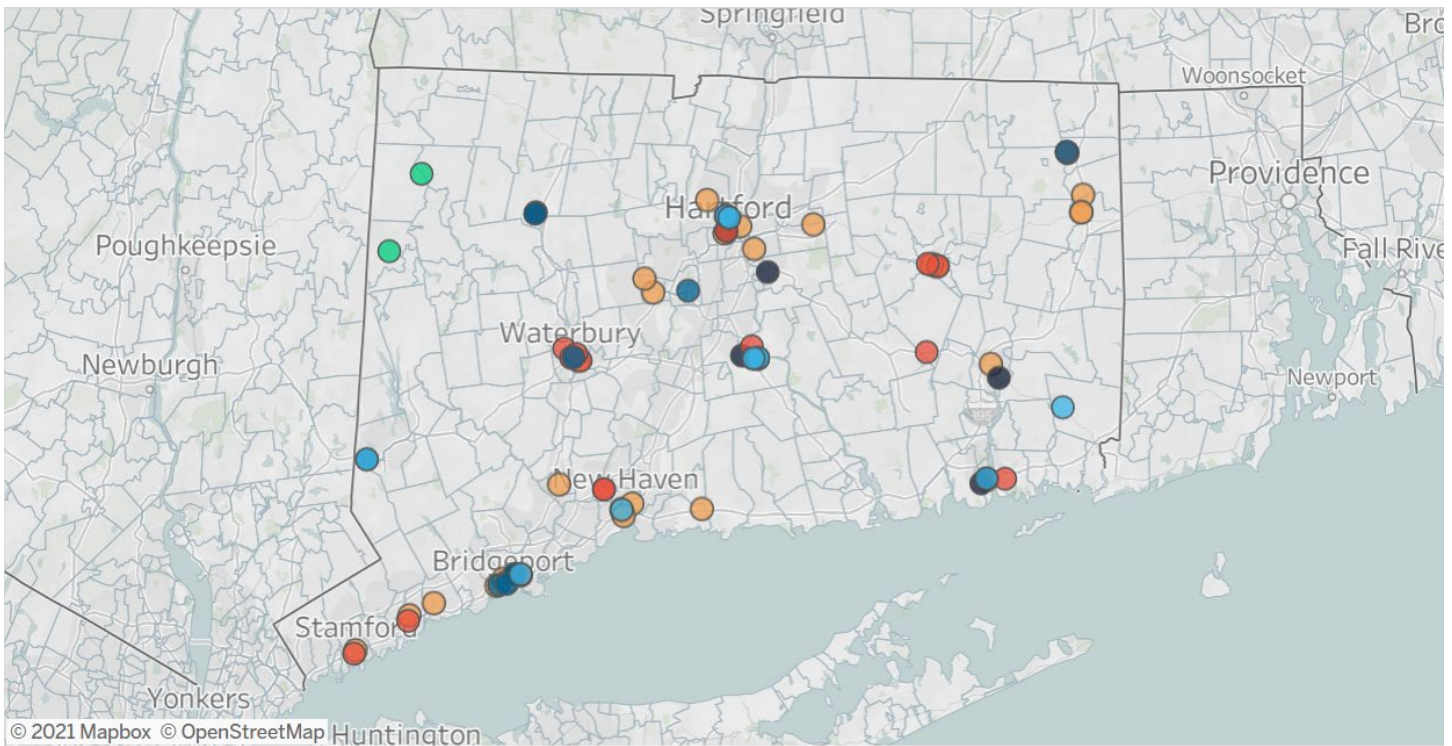 Springfield
Bro
Woonsocket
Providence
Hartford
Poughkeepsie
Fall Rive
Waterbury
Newburgh
Newport
395
New Haven
Bridgeport
Stamford
Yonkers
© 2021 Mapbox © OpenStreetMap
Huntington